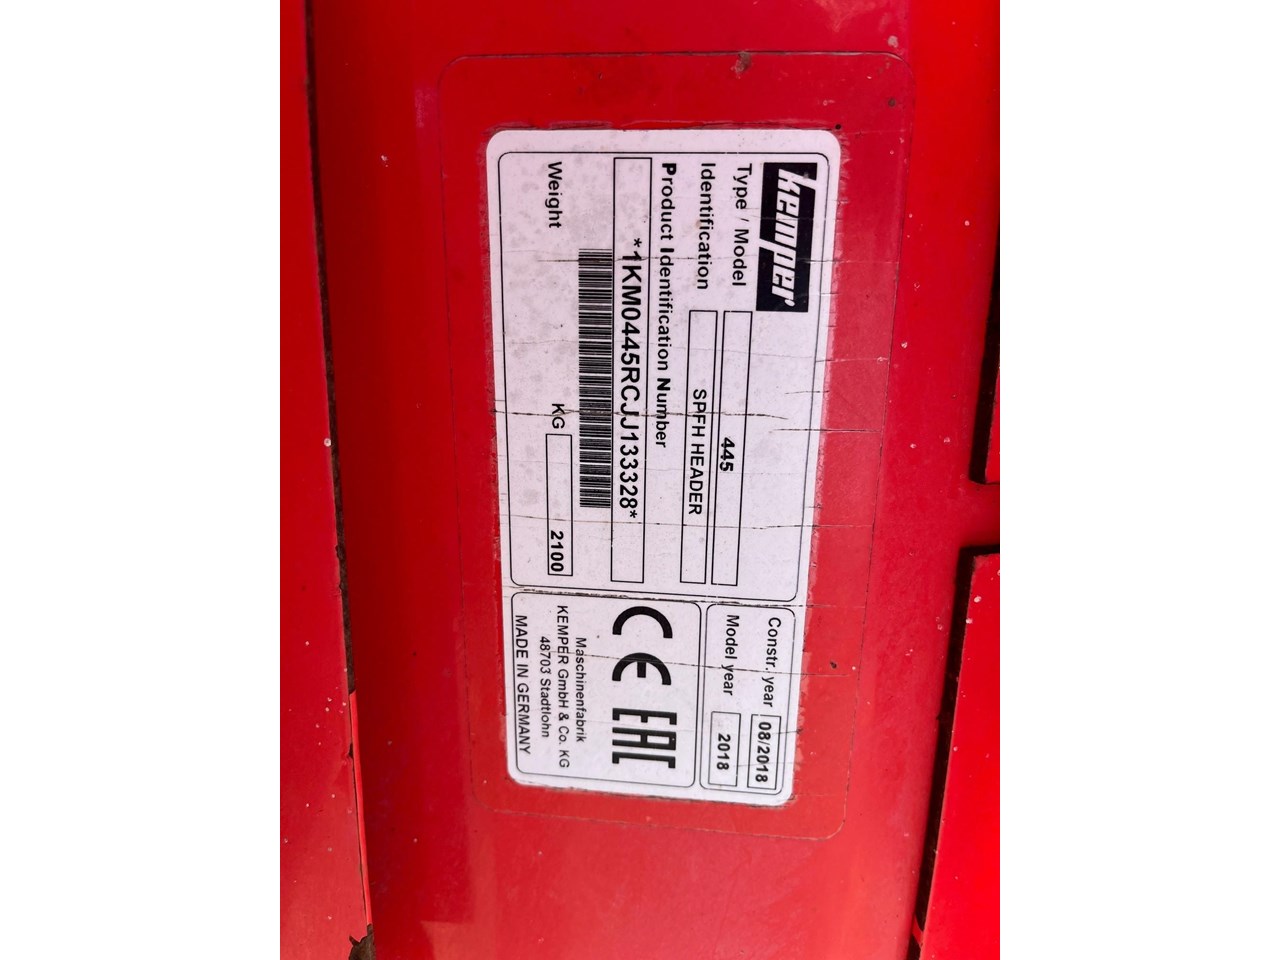 kemper
Type / Model 445
Identification SPFH HEADER
Product Identification Number
*1KM0445RCJJ133328*
Weight KG 2100
Constr. year 08/2018
Model year 2018
CE EAC
Maschinenfabrik
KEMPER GmbH & Co. KG
48703 Stadtlohn
MADE IN GERMANY